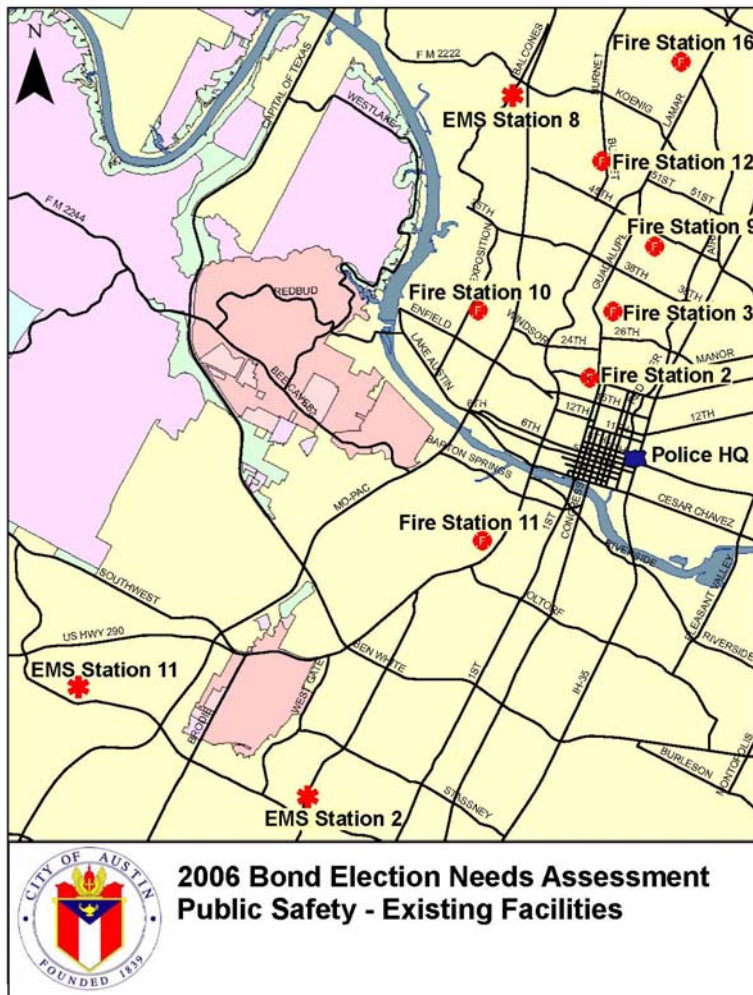 N
F M 2222
BALCONES
BURNET
Fire Station 16
CAPITAL OF TEXAS
WESTLAKE
EMS Station 8
KOENIG
LAMAR
Fire Station 12
51ST
51ST
45TH
F M 2244
35TH
EXPOSITION
GUADALUPE
Fire Station 9
38TH
REDBUD
Fire Station 10
ENFIELD
WINDSOR
Fire Station 3
24TH
26TH
LAKE AUSTIN
MANOR
BEE CAVES
Fire Station 2
6TH
6TH
12TH
15TH
12TH
BARTON SPRINGS
Police HQ
MO-PAC
CONGRESS
CESAR CHAVEZ
Fire Station 11
1ST
RIVERSIDE
PLEASANT VALLEY
SOUTHWEST
OLTORF
RIVERSIDE
US HWY 290
BEN WHITE
EMS Station 11
WEST GATE
1ST
IH-35
BRODIE
BURLESON
MONTOPOLIS
EMS Station 2
STASSNEY
CITY OF AUSTIN
FOUNDED 1839
2006 Bond Election Needs Assessment
Public Safety - Existing Facilities